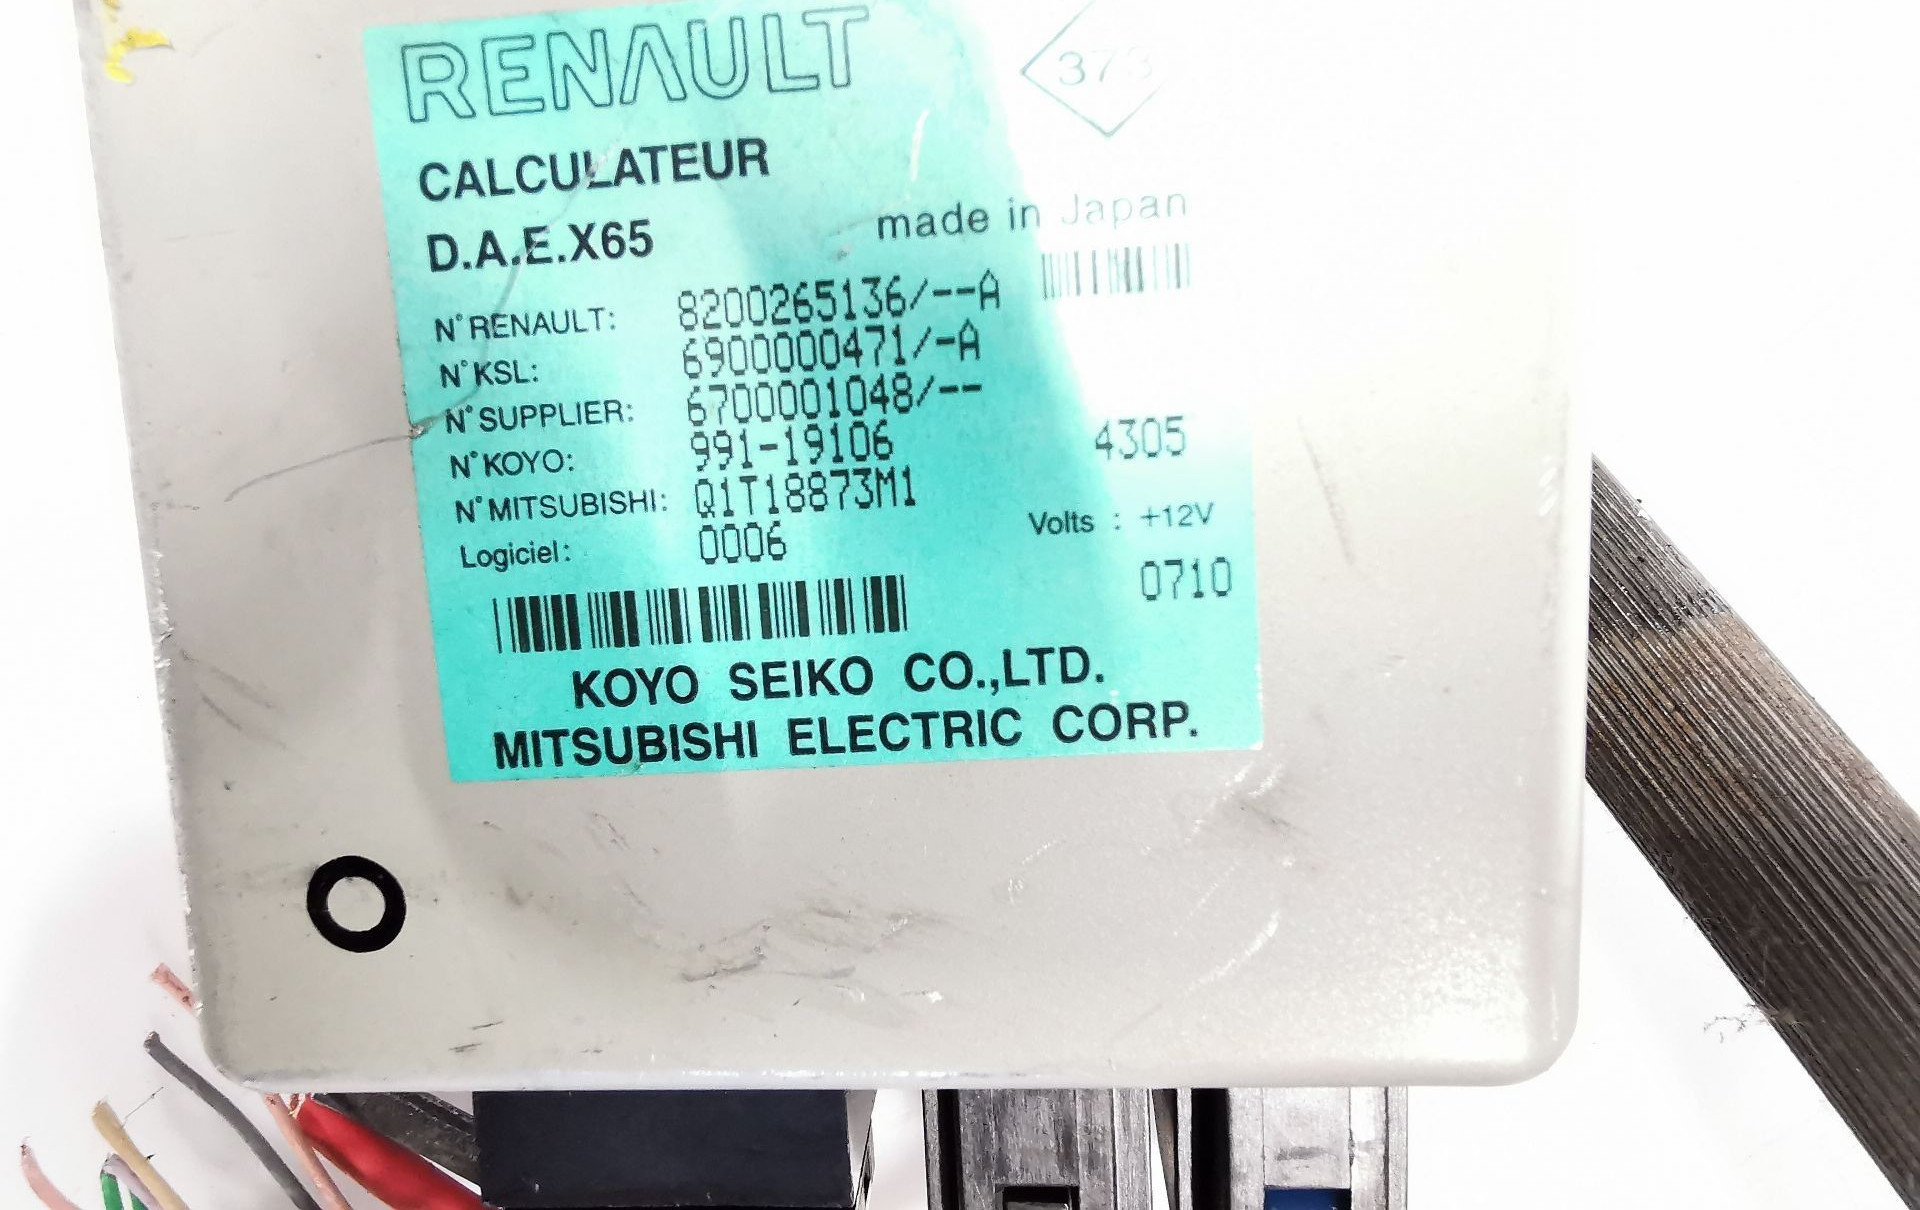 RENAULT
373
CALCULATEUR
D.A.E.X65
made in Japan
N° RENAULT: 8200265136/--A
N° KSL: 6900000471/-A
N° SUPPLIER: 6700001048/--
N° KOYO: 991-19106 4305
N° MITSUBISHI: Q1T18873M1
Volts : +12V
Logiciel: 0006
0710
KOYO SEIKO CO.,LTD.
MITSUBISHI ELECTRIC CORP.